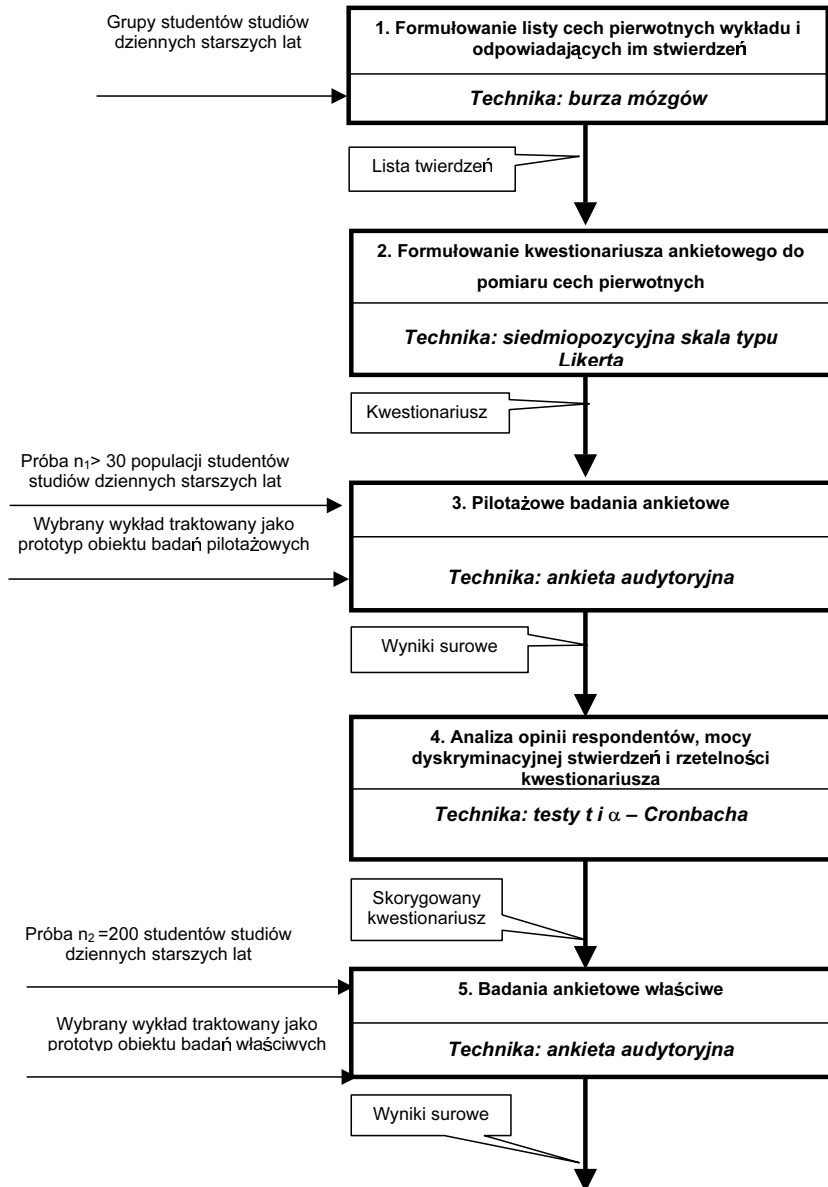 Grupy studentów studiów
dziennych starszych lat
1. Formułowanie listy cech pierwotnych wykładu i
odpowiadających im stwierdzeń
Technika: burza mózgów
Lista twierdzeń
2. Formułowanie kwestionariusza ankietowego do
pomiaru cech pierwotnych
Technika: siedmiopozycyjna skala typu
Likerta
Kwestionariusz
Próba n₁> 30 populacji studentów
studiów dziennych starszych lat
Wybrany wykład traktowany jako
prototyp obiektu badań pilotażowych
3. Pilotażowe badania ankietowe
Technika: ankieta audytoryjna
Wyniki surowe
4. Analiza opinii respondentów, mocy
dyskryminacyjnej stwierdzeń i rzetelności
kwestionariusza
Technika: testy t i α – Cronbacha
Skorygowany
kwestionariusz
Próba n₂ =200 studentów studiów
dziennych starszych lat
Wybrany wykład traktowany jako
prototyp obiektu badań właściwych
5. Badania ankietowe właściwe
Technika: ankieta audytoryjna
Wyniki surowe